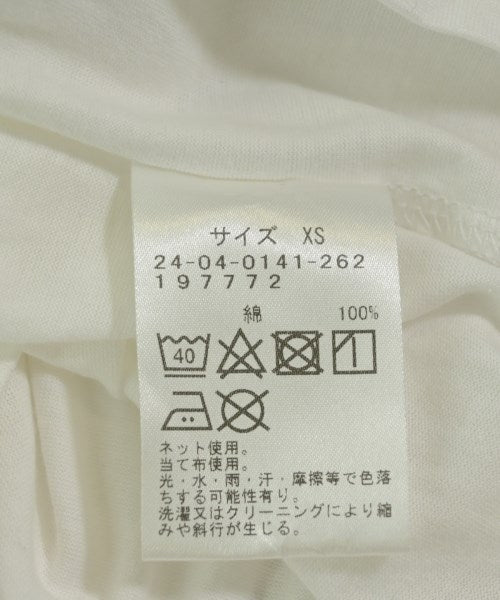 サイズ XS
24-04-0141-262
197772
綿 100%
40
ネット使用。
当て布使用。
光・水・雨・汗・摩擦等で色落
ちする可能性有り。
洗濯又はクリーニングにより縮
みや斜行が生じる。